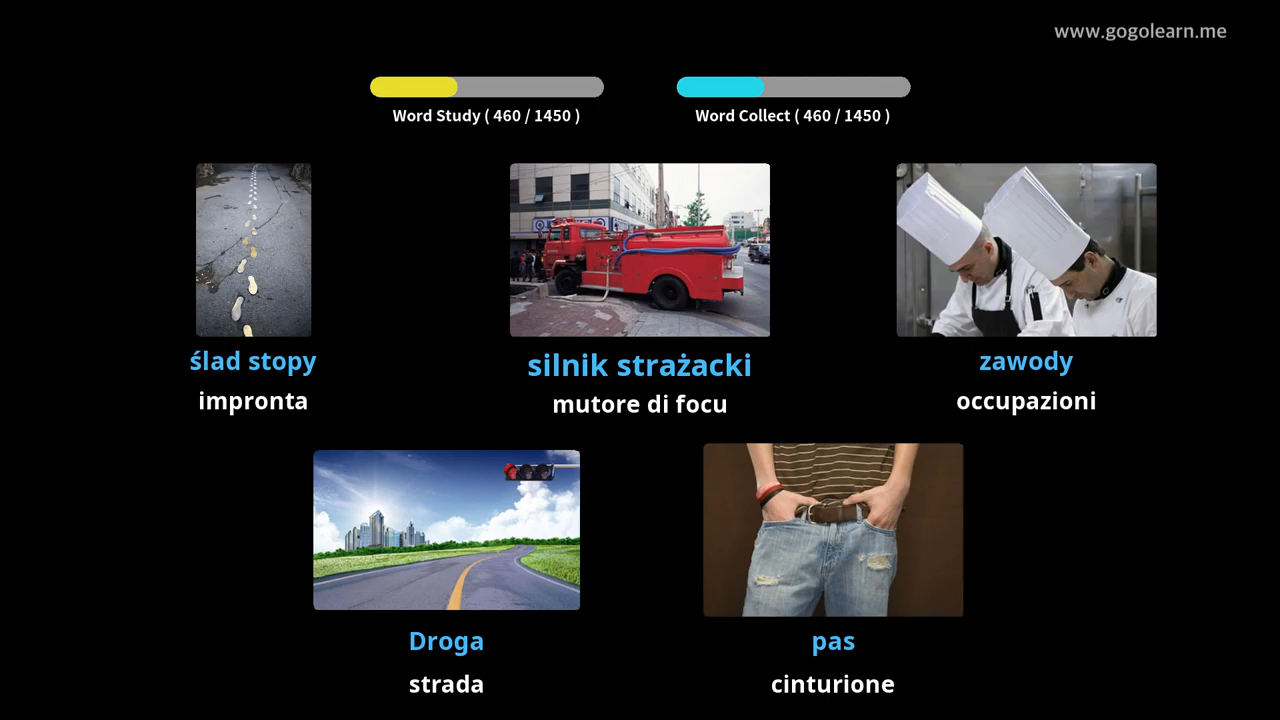 www.gogolearn.me
Word Study ( 460 / 1450 )
Word Collect ( 460 / 1450 )
ślad stopy
impronta
silnik strażacki
mutore di focu
zawody
occupazioni
Droga
strada
pas
cinturione